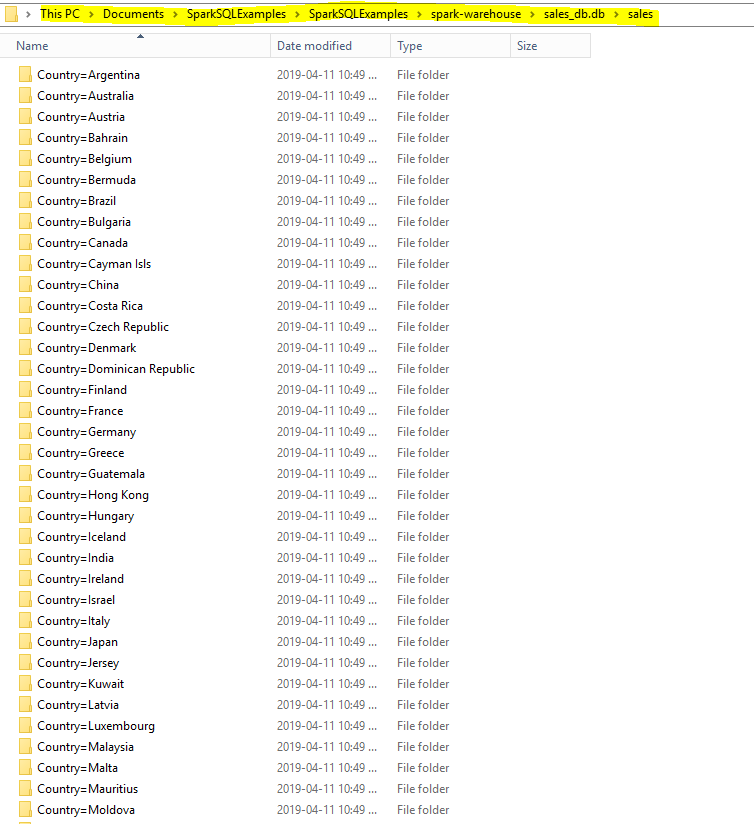 This PC > Documents > SparkSQLExamples > SparkSQLExamples > spark-warehouse > sales_db.db > sales
Name Date modified Type Size
Country=Argentina 2019-04-11 10:49 ... File folder
Country=Australia 2019-04-11 10:49 ... File folder
Country=Austria 2019-04-11 10:49 ... File folder
Country=Bahrain 2019-04-11 10:49 ... File folder
Country=Belgium 2019-04-11 10:49 ... File folder
Country=Bermuda 2019-04-11 10:49 ... File folder
Country=Brazil 2019-04-11 10:49 ... File folder
Country=Bulgaria 2019-04-11 10:49 ... File folder
Country=Canada 2019-04-11 10:49 ... File folder
Country=Cayman Isls 2019-04-11 10:49 ... File folder
Country=China 2019-04-11 10:49 ... File folder
Country=Costa Rica 2019-04-11 10:49 ... File folder
Country=Czech Republic 2019-04-11 10:49 ... File folder
Country=Denmark 2019-04-11 10:49 ... File folder
Country=Dominican Republic 2019-04-11 10:49 ... File folder
Country=Finland 2019-04-11 10:49 ... File folder
Country=France 2019-04-11 10:49 ... File folder
Country=Germany 2019-04-11 10:49 ... File folder
Country=Greece 2019-04-11 10:49 ... File folder
Country=Guatemala 2019-04-11 10:49 ... File folder
Country=Hong Kong 2019-04-11 10:49 ... File folder
Country=Hungary 2019-04-11 10:49 ... File folder
Country=Iceland 2019-04-11 10:49 ... File folder
Country=India 2019-04-11 10:49 ... File folder
Country=Ireland 2019-04-11 10:49 ... File folder
Country=Israel 2019-04-11 10:49 ... File folder
Country=Italy 2019-04-11 10:49 ... File folder
Country=Japan 2019-04-11 10:49 ... File folder
Country=Jersey 2019-04-11 10:49 ... File folder
Country=Kuwait 2019-04-11 10:49 ... File folder
Country=Latvia 2019-04-11 10:49 ... File folder
Country=Luxembourg 2019-04-11 10:49 ... File folder
Country=Malaysia 2019-04-11 10:49 ... File folder
Country=Malta 2019-04-11 10:49 ... File folder
Country=Mauritius 2019-04-11 10:49 ... File folder
Country=Moldova 2019-04-11 10:49 ... File folder